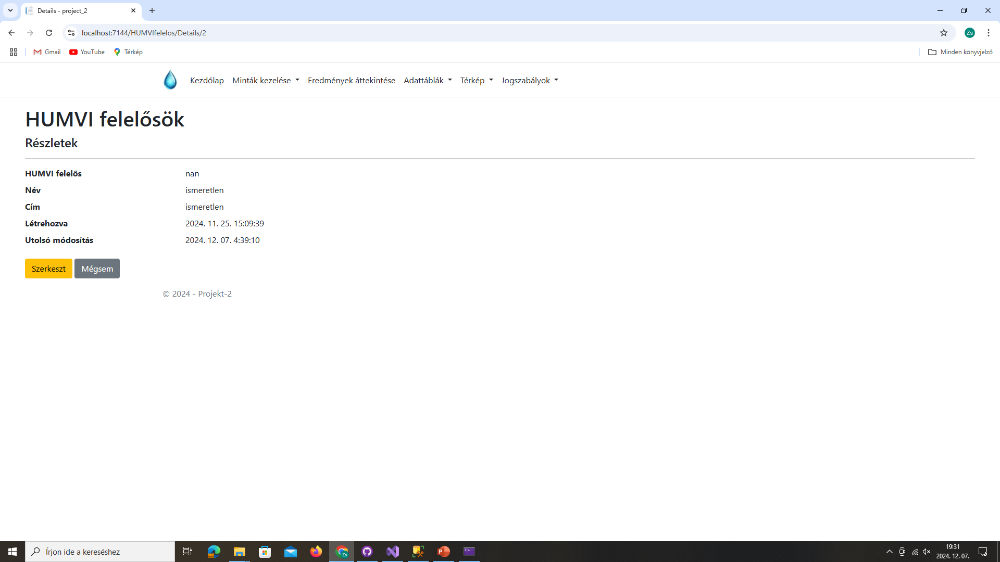 Details - project_2
localhost:7144/HUMVIfelelos/Details/2
Zs
Gmail YouTube Térkép Minden könyvjelző
Kezdőlap Minták kezelése Eredmények áttekintése Adattáblák Térkép Jogszabályok
HUMVI felelősök
Részletek
HUMVI felelős nan
Név ismeretlen
Cím ismeretlen
Létrehozva 2024. 11. 25. 15:09:39
Utolsó módosítás 2024. 12. 07. 4:39:10
Szerkeszt Mégsem
© 2024 - Projekt-2
Írjon ide a kereséshez
19:31
2024. 12. 07.